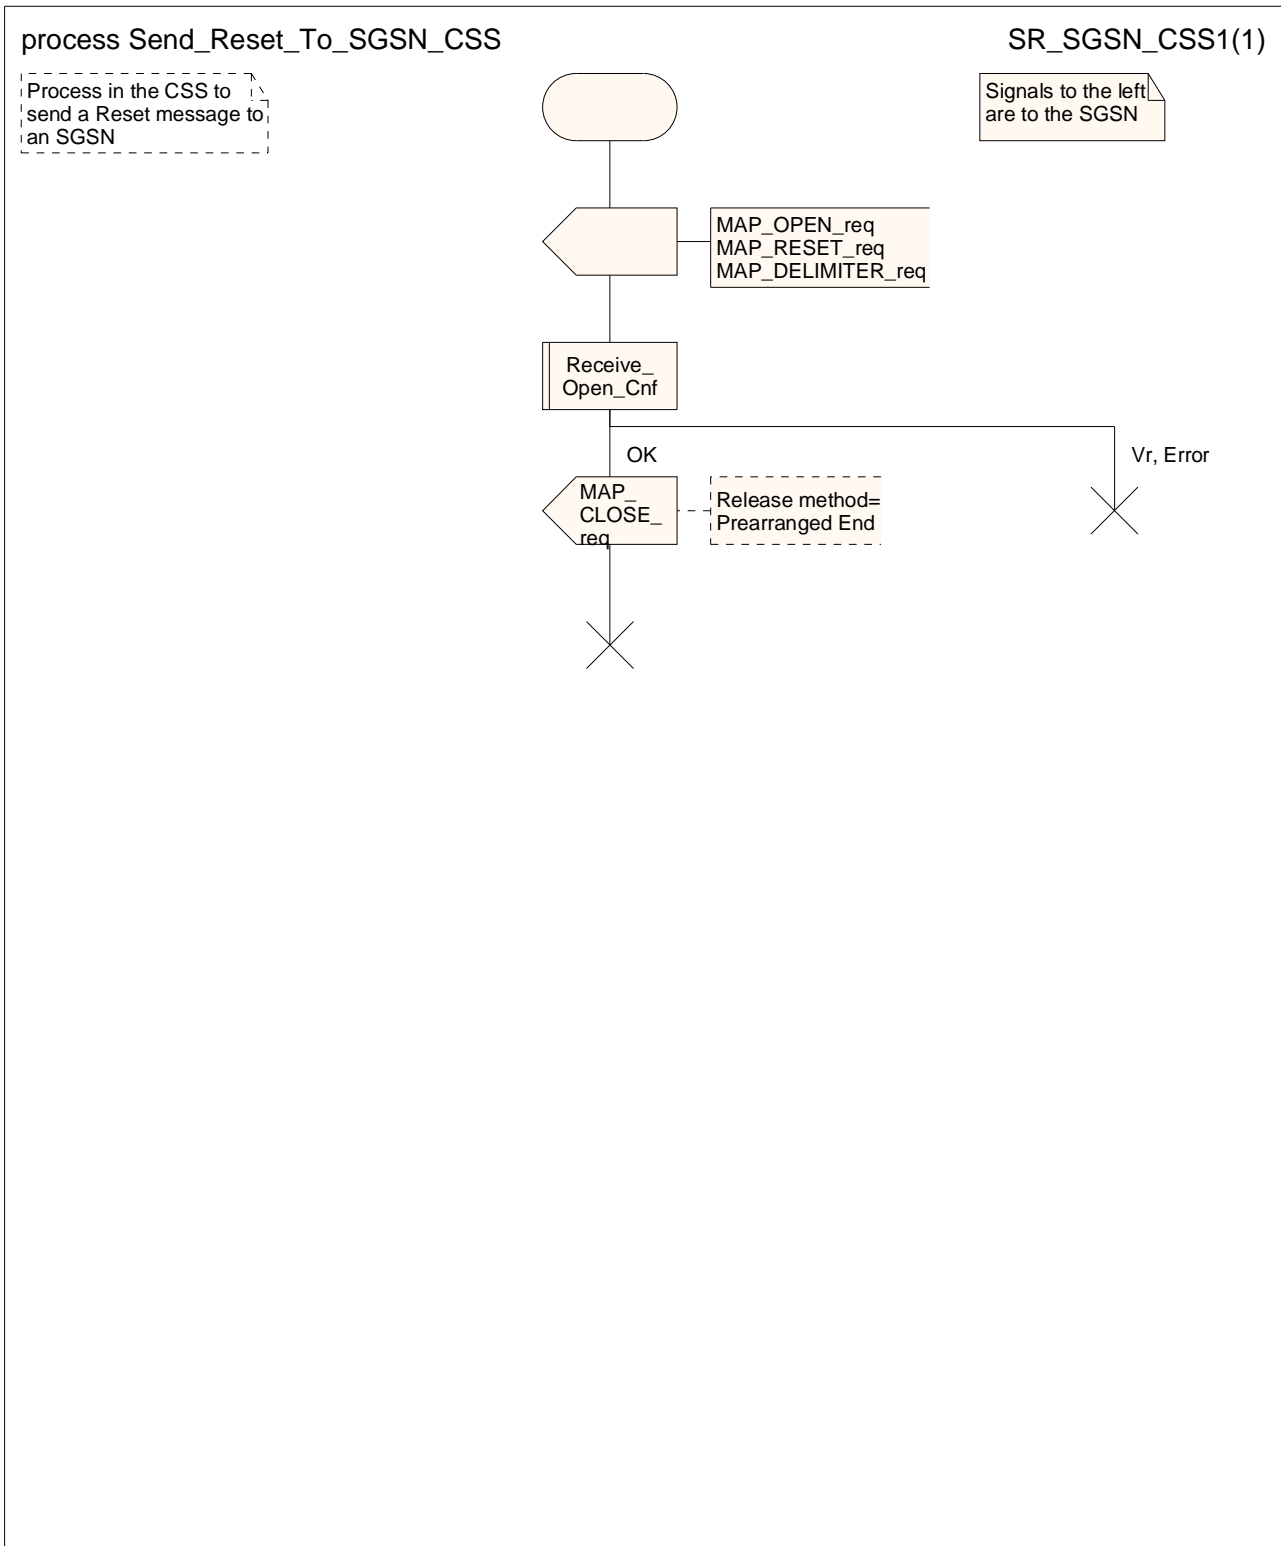 process Send_Reset_To_SGSN_CSS
SR_SGSN_CSS1(1)
Process in the CSS to
send a Reset message to
an SGSN
Signals to the left
are to the SGSN
MAP_OPEN_req
MAP_RESET_req
MAP_DELIMITER_req
Receive_
Open_Cnf
OK
Vr, Error
MAP_
CLOSE_
req
Release method=
Prearranged End